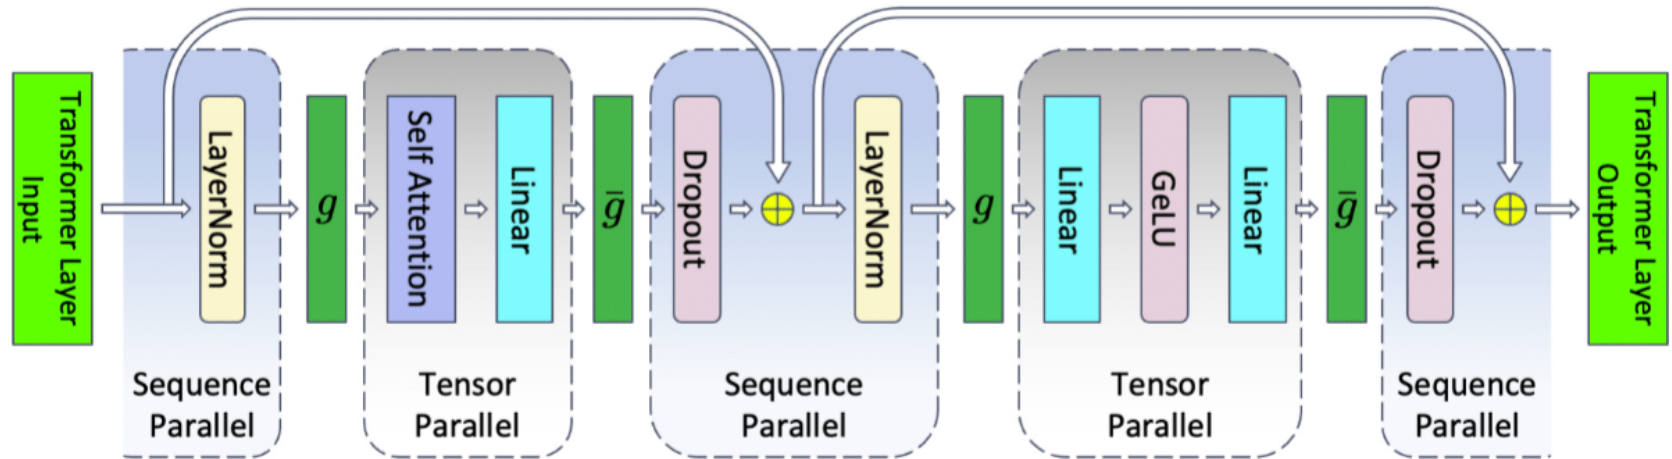 Transformer Layer
Input
LayerNorm
Sequence
Parallel
g
Self Attention
Linear
Tensor
Parallel
ḡ
Dropout
LayerNorm
Sequence
Parallel
g
Linear
GeLU
Linear
Tensor
Parallel
ḡ
Dropout
Sequence
Parallel
Transformer Layer
Output